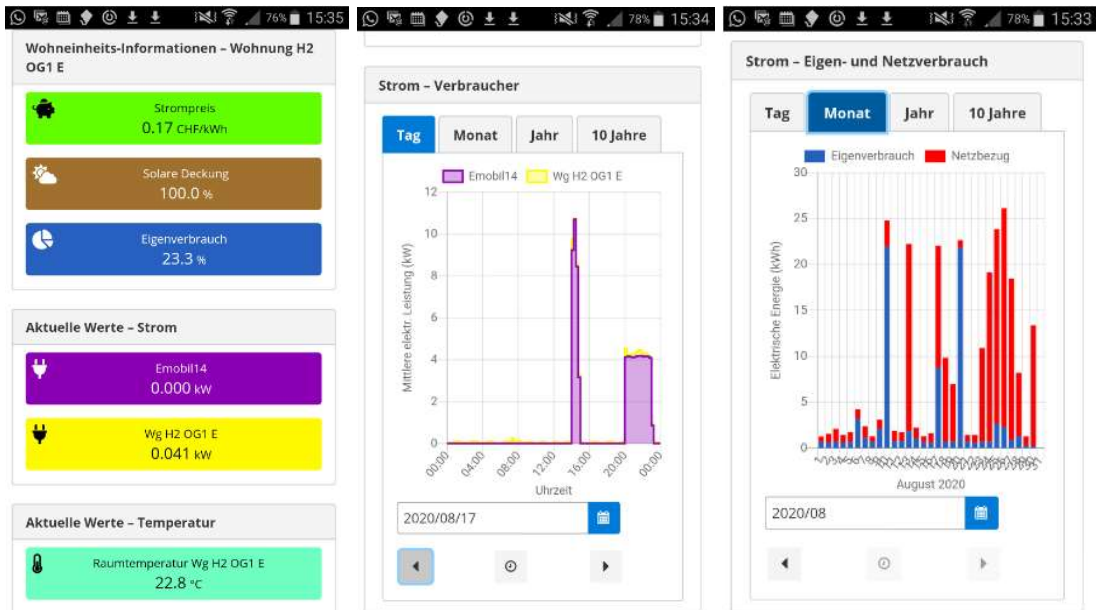 76% 15:35
Wohneinheits-Informationen – Wohnung H2
OG1 E
Strompreis
0.17 CHF/kWh
Solare Deckung
100.0 %
Eigenverbrauch
23.3 %
Aktuelle Werte – Strom
Emobil14
0.000 kW
Wg H2 OG1 E
0.041 kW
Aktuelle Werte – Temperatur
Raumtemperatur Wg H2 OG1 E
22.8 °C
78% 15:34
Strom – Verbraucher
Tag Monat Jahr 10 Jahre
Emobil14 Wg H2 OG1 E
Mittlere elektr. Leistung (kW)
12
10
8
6
4
2
0
00:00 04:00 08:00 12:00 16:00 20:00 00:00
Uhrzeit
2020/08/17
78% 15:33
Strom – Eigen- und Netzverbrauch
Tag Monat Jahr 10 Jahre
Eigenverbrauch Netzbezug
Elektrische Energie (kWh)
30
25
20
15
10
5
0
August 2020
2020/08